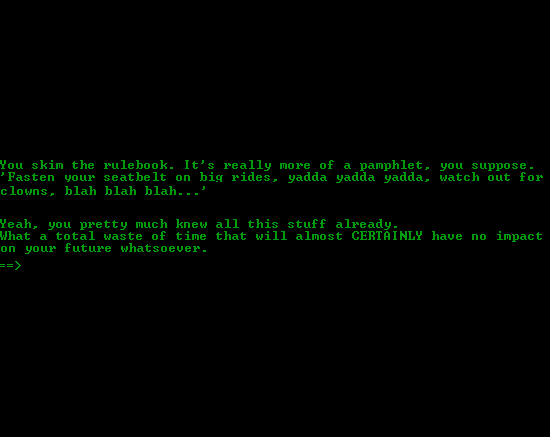 You skim the rulebook. It's really more of a pamphlet, you suppose.
'Fasten your seatbelt on big rides, yadda yadda yadda, watch out for
clowns, blah blah blah...'
Yeah, you pretty much knew all this stuff already.
What a total waste of time that will almost CERTAINLY have no impact
on your future whatsoever.
==>